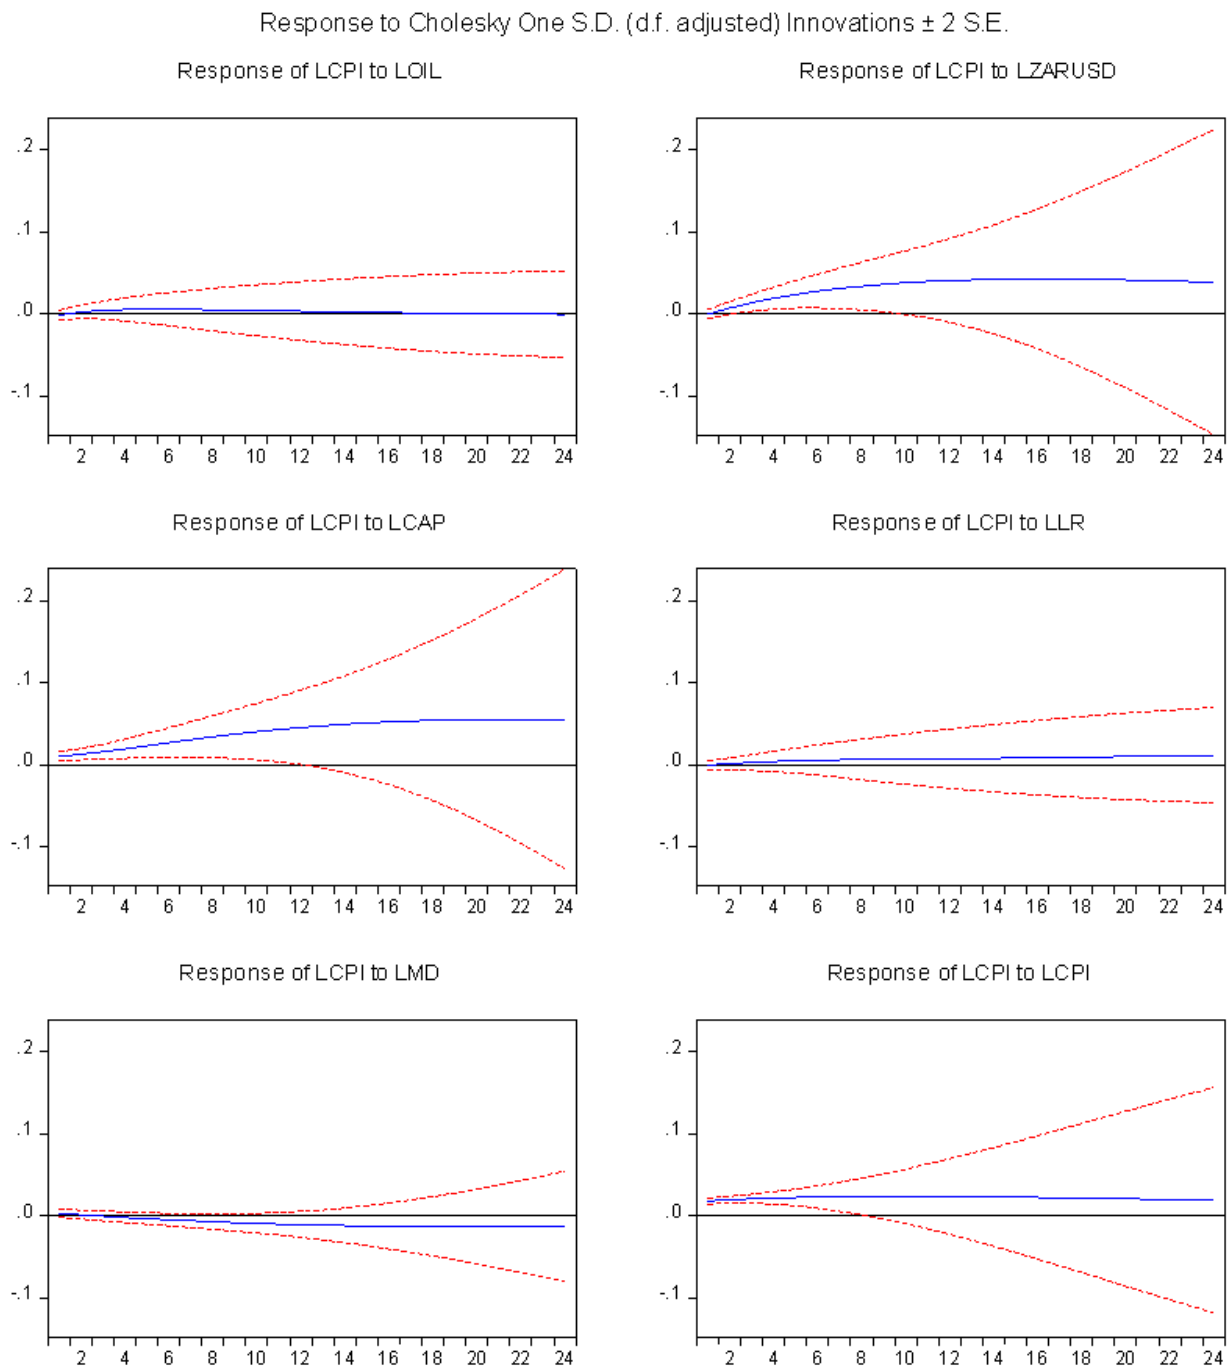 Response to Cholesky One S.D. (d.f. adjusted) Innovations ± 2 S.E.
Response of LCPI to LOIL
.2
.1
.0
-.1
2 4 6 8 10 12 14 16 18 20 22 24
Response of LCPI to LZARUSD
.2
.1
.0
-.1
2 4 6 8 10 12 14 16 18 20 22 24
Response of LCPI to LCAP
.2
.1
.0
-.1
2 4 6 8 10 12 14 16 18 20 22 24
Response of LCPI to LLR
.2
.1
.0
-.1
2 4 6 8 10 12 14 16 18 20 22 24
Response of LCPI to LMD
.2
.1
.0
-.1
2 4 6 8 10 12 14 16 18 20 22 24
Response of LCPI to LCPI
.2
.1
.0
-.1
2 4 6 8 10 12 14 16 18 20 22 24